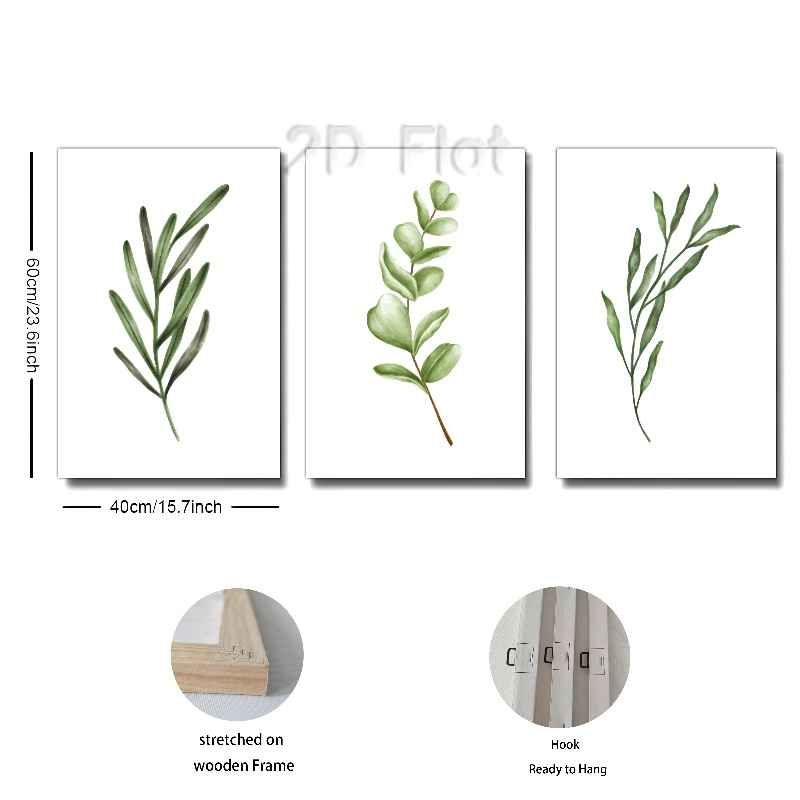 2D Flat
60cm/23.6inch
40cm/15.7inch
stretched on
wooden Frame
Hook
Ready to Hang